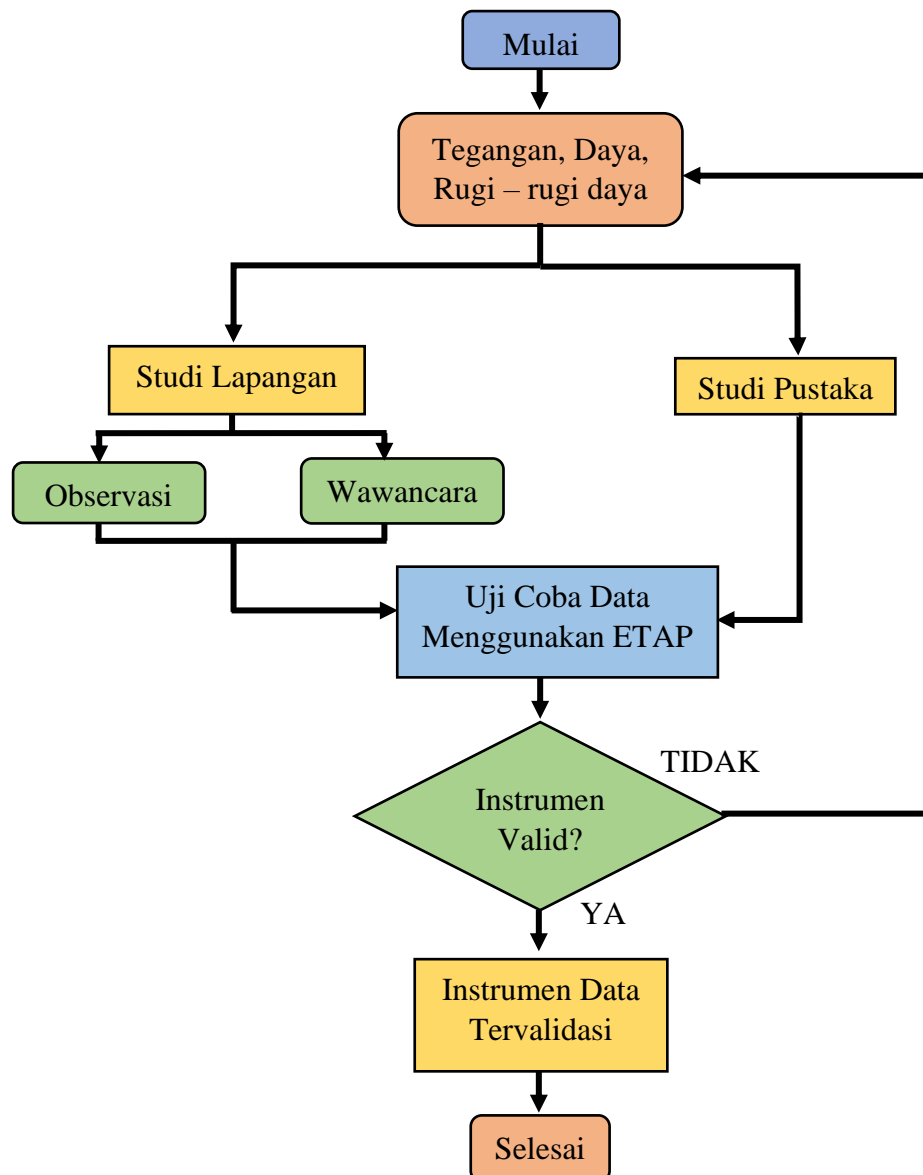 Mulai
Tegangan, Daya,
Rugi – rugi daya
Studi Lapangan
Studi Pustaka
Observasi
Wawancara
Uji Coba Data
Menggunakan ETAP
TIDAK
Instrumen
Valid?
YA
Instrumen Data
Tervalidasi
Selesai